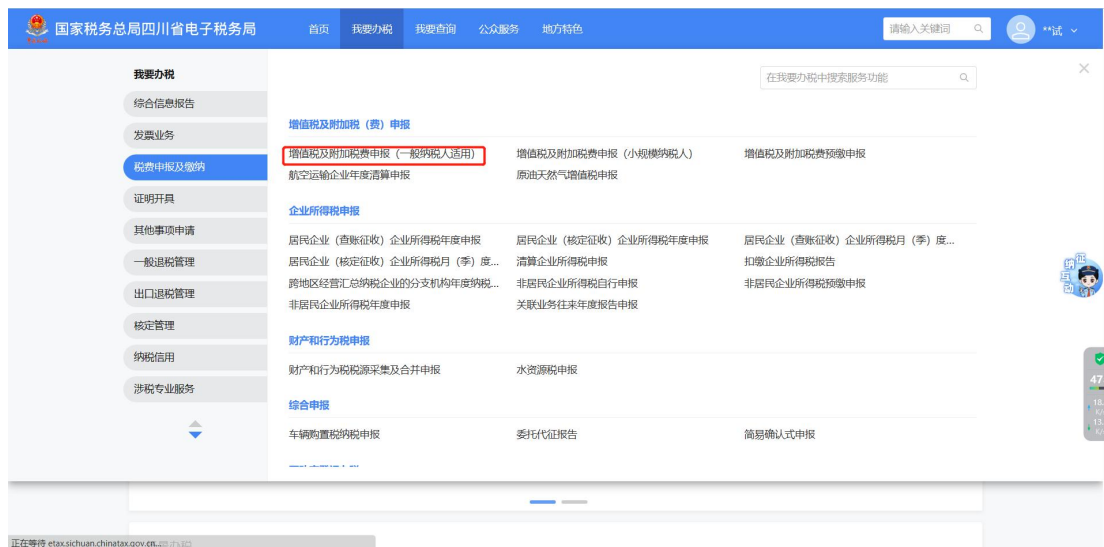 国家税务总局四川省电子税务局 首页 我要办税 我要查询 公众服务 地方特色 请输入关键词 **试
我要办税 在我要办税中搜索服务功能
综合信息报告
发票业务
税费申报及缴纳
证明开具
其他事项申请
一般退税管理
出口退税管理
核定管理
纳税信用
涉税专业服务
增值税及附加税（费）申报
增值税及附加税费申报（一般纳税人适用） 增值税及附加税费申报（小规模纳税人） 增值税及附加税费预缴申报
航空运输企业年度清算申报 原油天然气增值税申报
企业所得税申报
居民企业（查账征收）企业所得税年度申报 居民企业（核定征收）企业所得税年度申报 居民企业（查账征收）企业所得税月（季）度...
居民企业（核定征收）企业所得税月（季）度... 清算企业所得税申报 扣缴企业所得税报告
跨地区经营汇总纳税企业的分支机构年度纳税... 非居民企业所得税自行申报 非居民企业所得税预缴申报
非居民企业所得税年度申报 关联业务往来年度报告申报
财产和行为税申报
财产和行为税税源采集及合并申报 水资源税申报
综合申报
车辆购置税纳税申报 委托代征报告 简易确认式申报
征纳互动
47
正在等待 etax.sichuan.chinatax.gov.cn...